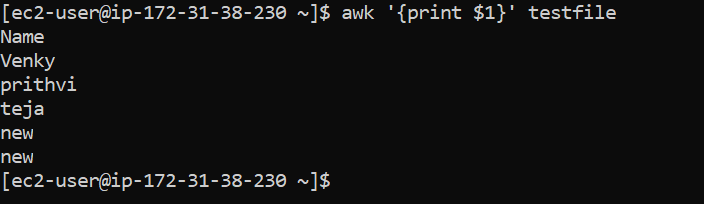 [ec2-user@ip-172-31-38-230 ~]$ awk '{print $1}' testfile
Name
Venky
prithvi
teja
new
new
[ec2-user@ip-172-31-38-230 ~]$